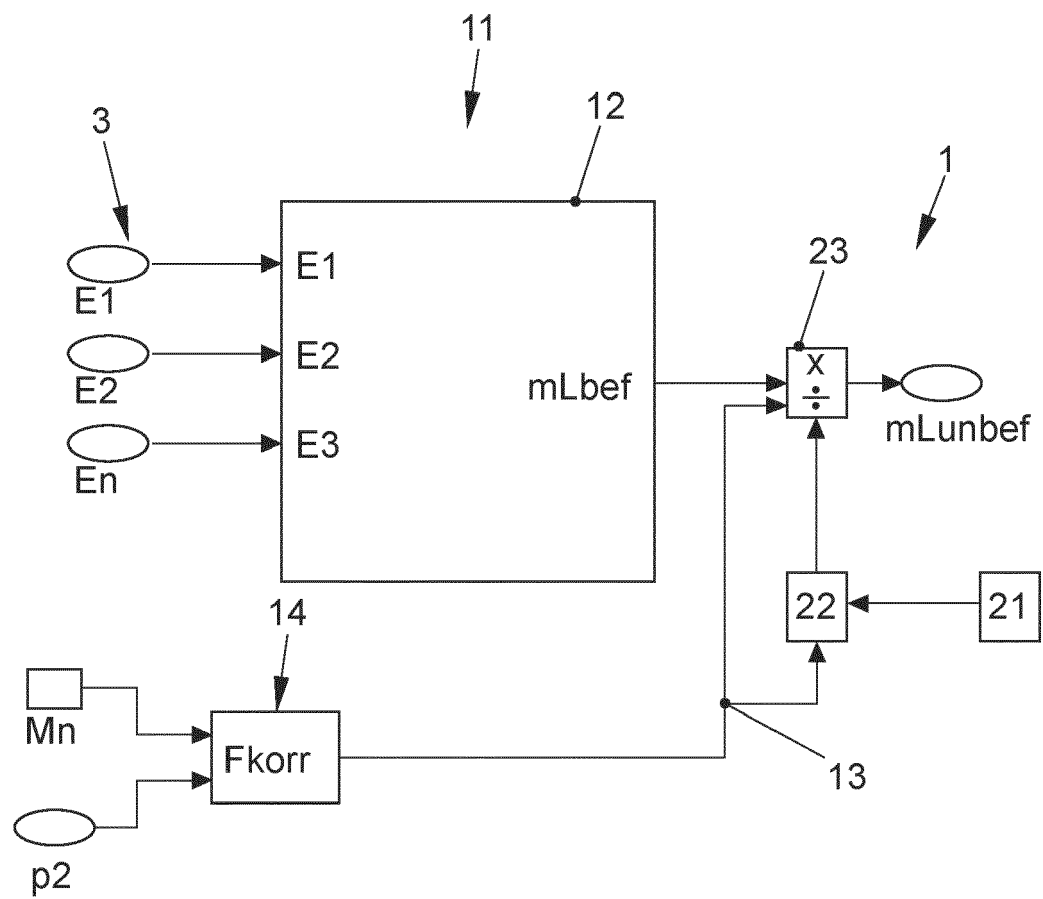 11
12
3
1
23
E1
E1
E2
E2
mLbef
x
÷
mLunbef
E3
En
22
21
14
Mn
Fkorr
13
p2